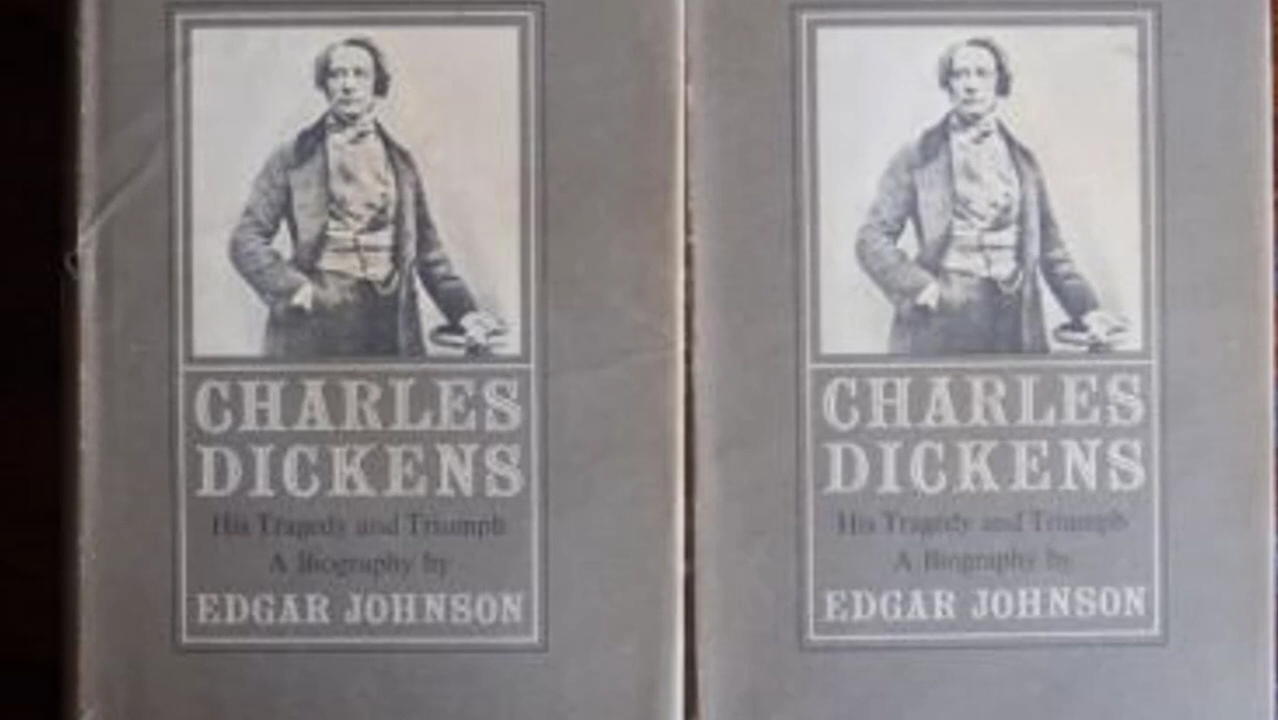 CHARLES
DICKENS
His Tragedy and Triumph
A Biography by
EDGAR JOHNSON
CHARLES
DICKENS
His Tragedy and Triumph
A Biography by
EDGAR JOHNSON